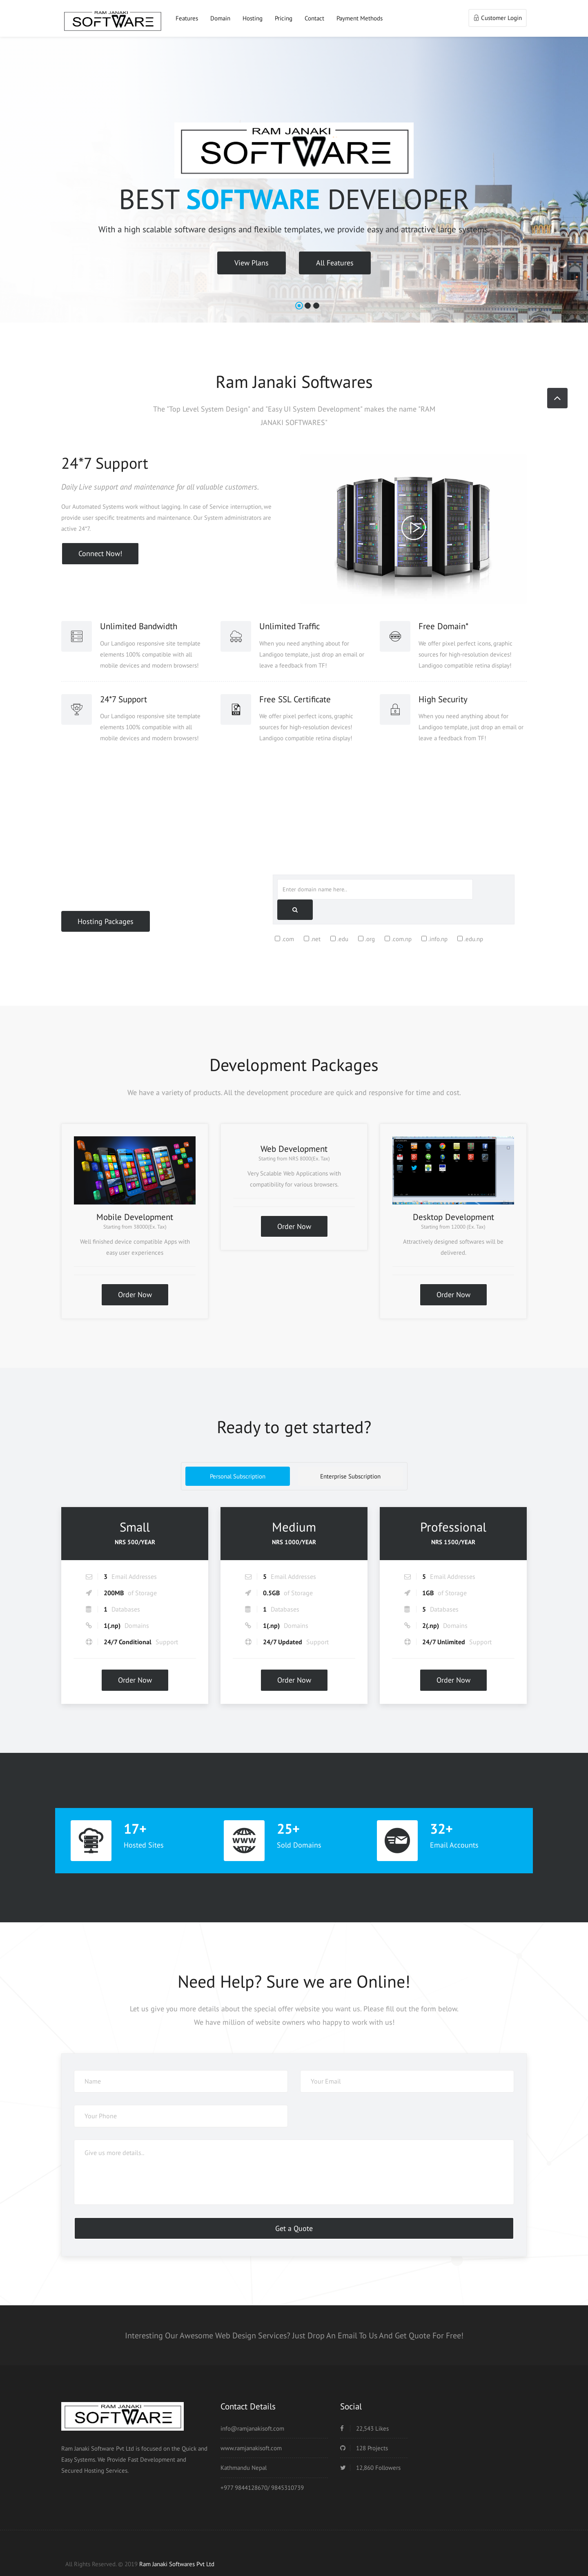 RAM JANAKI
SOFTWARE
Features
Domain
Hosting
Pricing
Contact
Payment Methods
Customer Login
RAM JANAKI
SOFTWARE
BEST SOFTWARE DEVELOPER
With a high scalable software designs and flexible templates, we provide easy and attractive large systems.
View Plans
All Features
Ram Janaki Softwares
The "Top Level System Design" and "Easy UI System Development" makes the name "RAM
JANAKI SOFTWARES"
24*7 Support
Daily Live support and maintenance for all valuable customers.
Our Automated Systems work without lagging, In case of Service interruption, we
provide user specific treatments and maintenance. Our System administrators are
active 24*7.
Connect Now!
Unlimited Bandwidth
Our Landigoo responsive site template
elements 100% compatible with all
mobile devices and modern browsers!
Unlimited Traffic
When you need anything about for
Landigoo template, just drop an email or
leave a feedback from TF!
Free Domain*
We offer pixel perfect icons, graphic
sources for high-resolution devices!
Landigoo compatible retina display!
24*7 Support
Our Landigoo responsive site template
elements 100% compatible with all
mobile devices and modern browsers!
Free SSL Certificate
We offer pixel perfect icons, graphic
sources for high-resolution devices!
Landigoo compatible retina display!
High Security
When you need anything about for
Landigoo template, just drop an email or
leave a feedback from TF!
Hosting Packages
Enter domain name here..
.com
.net
.edu
.org
.com.np
.info.np
.edu.np
Development Packages
We have a variety of products. All the development procedure are quick and responsive for time and cost.
Mobile Development
Starting from 38000(Ex. Tax)
Well finished device compatible Apps with
easy user experiences
Order Now
Web Development
Starting from NRS 8000(Ex. Tax)
Very Scalable Web Applications with
compatibility for various browsers.
Order Now
Desktop Development
Starting from 12000 (Ex. Tax)
Attractively designed softwares will be
delivered.
Order Now
Ready to get started?
Personal Subscription
Enterprise Subscription
Small
NRS 500/YEAR
3 Email Addresses
200MB of Storage
1 Databases
1(.np) Domains
24/7 Conditional Support
Order Now
Medium
NRS 1000/YEAR
5 Email Addresses
0.5GB of Storage
1 Databases
1(.np) Domains
24/7 Updated Support
Order Now
Professional
NRS 1500/YEAR
5 Email Addresses
1GB of Storage
5 Databases
2(.np) Domains
24/7 Unlimited Support
Order Now
17+
Hosted Sites
WWW
25+
Sold Domains
32+
Email Accounts
Need Help? Sure we are Online!
Let us give you more details about the special offer website you want us. Please fill out the form below.
We have million of website owners who happy to work with us!
Name
Your Email
Your Phone
Give us more details..
Get a Quote
Interesting Our Awesome Web Design Services? Just Drop An Email To Us And Get Quote For Free!
RAM JANAKI
SOFTWARE
Ram Janaki Software Pvt Ltd is focused on the Quick and
Easy Systems. We Provide Fast Development and
Secured Hosting Services.
Contact Details
info@ramjanakisoft.com
www.ramjanakisoft.com
Kathmandu Nepal
+977 9844128670/ 9845310739
Social
22,543 Likes
128 Projects
12,860 Followers
All Rights Reserved. © 2019 Ram Janaki Softwares Pvt Ltd